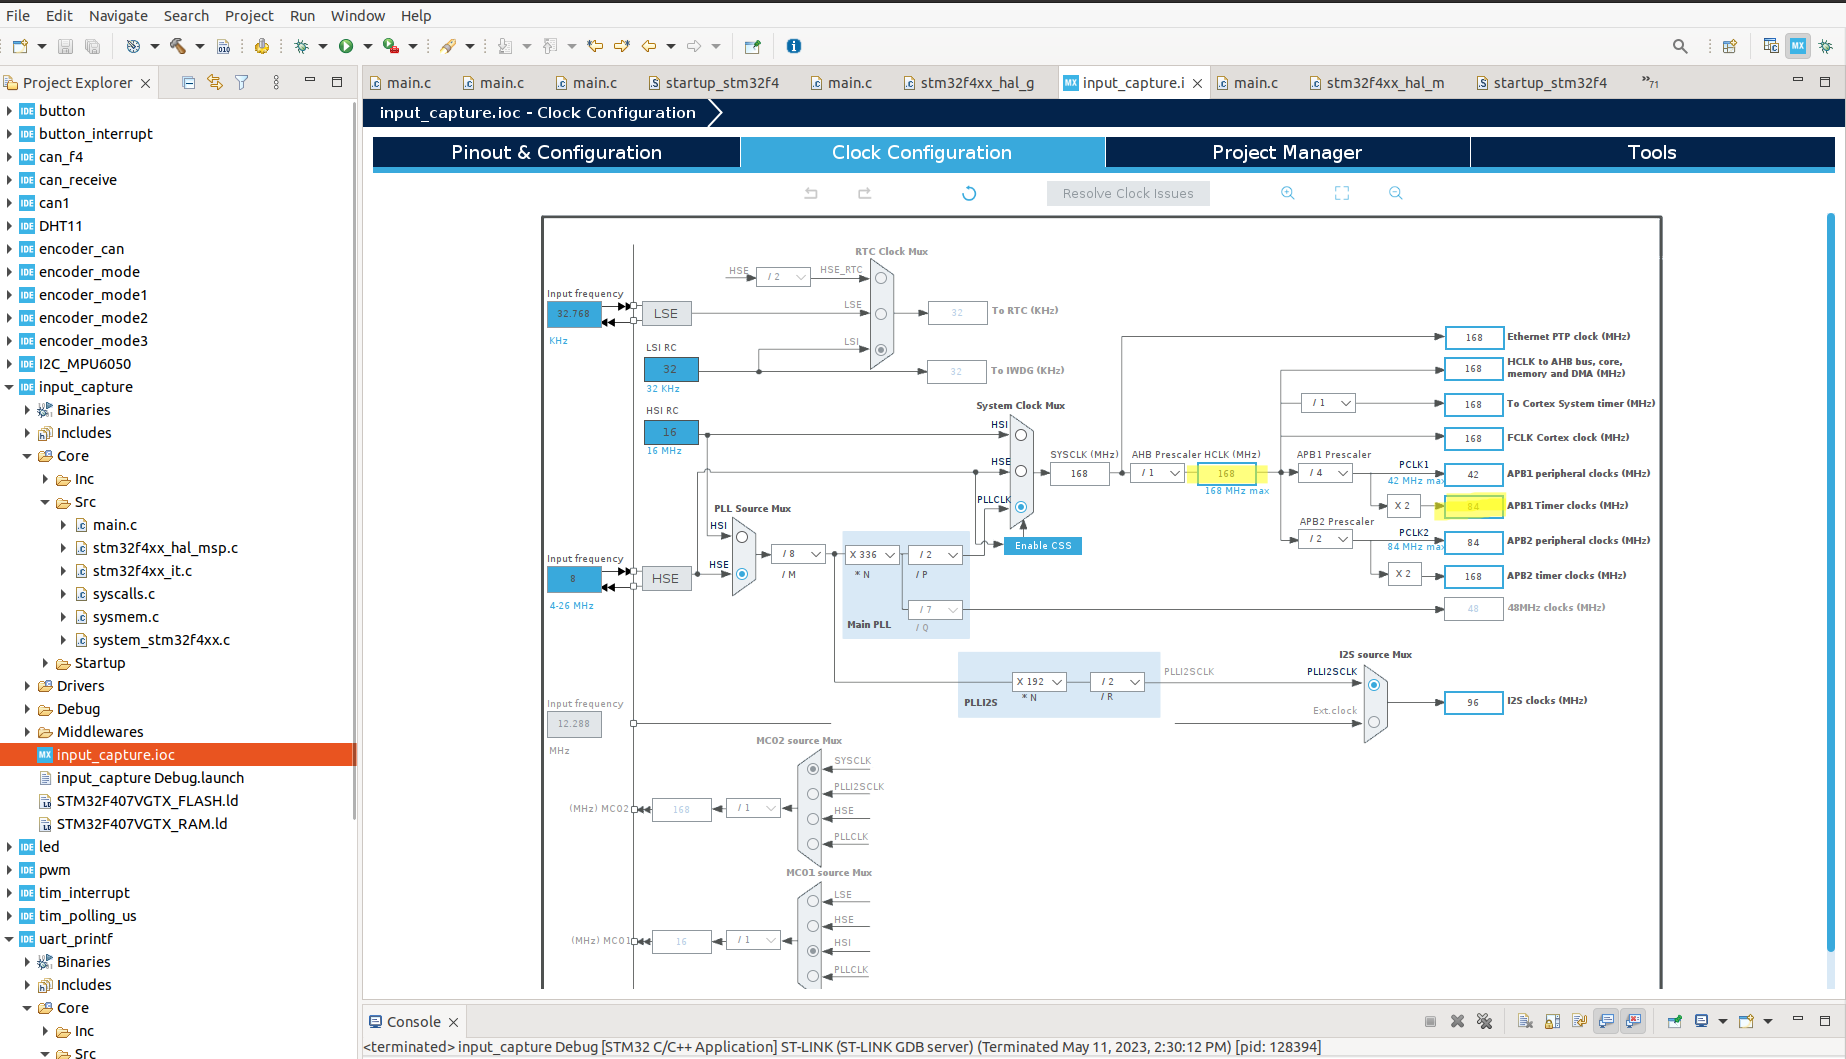 File Edit Navigate Search Project Run Window Help
Project Explorer
main.c main.c main.c startup_stm32f4 main.c stm32f4xx_hal_g input_capture.i main.c stm32f4xx_hal_m startup_stm32f4 »71
input_capture.ioc - Clock Configuration
Pinout & Configuration Clock Configuration Project Manager Tools
Resolve Clock Issues
button
button_interrupt
can_f4
can_receive
can1
DHT11
encoder_can
encoder_mode
encoder_mode1
encoder_mode2
encoder_mode3
I2C_MPU6050
input_capture
Binaries
Includes
Core
Inc
Src
main.c
stm32f4xx_hal_msp.c
stm32f4xx_it.c
syscalls.c
sysmem.c
system_stm32f4xx.c
Startup
Drivers
Debug
Middlewares
input_capture.ioc
input_capture Debug.launch
STM32F407VGTX_FLASH.ld
STM32F407VGTX_RAM.ld
led
pwm
tim_interrupt
tim_polling_us
uart_printf
Binaries
Includes
Core
Inc
Src
RTC Clock Mux
HSE / 2 HSE_RTC
Input frequency
32.768
KHz
LSE
LSE
32 To RTC (KHz)
LSI RC
32
32 KHz
LSI
32 To IWDG (KHz)
HSI RC
16
16 MHz
System Clock Mux
HSI
HSE
PLLCLK
Enable CSS
SYSCLK (MHz)
168
AHB Prescaler
/ 1
HCLK (MHz)
168
168 MHz max
168 Ethernet PTP clock (MHz)
168 HCLK to AHB bus, core,
memory and DMA (MHz)
/ 1
168 To Cortex System timer (MHz)
168 FCLK Cortex clock (MHz)
APB1 Prescaler
/ 4
PCLK1
42 MHz max
42 APB1 peripheral clocks (MHz)
X 2
84 APB1 Timer clocks (MHz)
APB2 Prescaler
/ 2
PCLK2
84 MHz max
84 APB2 peripheral clocks (MHz)
X 2
168 APB2 timer clocks (MHz)
48 48MHz clocks (MHz)
PLL Source Mux
HSI
HSE
Input frequency
8
4-26 MHz
HSE
/ 8
/ M
X 336
* N
/ 2
/ P
/ 7
/ Q
Main PLL
X 192
* N
/ 2
/ R
PLLI2S
PLLI2SCLK
I2S source Mux
PLLI2SCLK
Ext.clock
96 I2S clocks (MHz)
Input frequency
12.288
MHz
MCO2 source Mux
SYSCLK
PLLI2SCLK
HSE
PLLCLK
(MHz) MCO2 168 / 1
MCO1 source Mux
LSE
HSE
HSI
PLLCLK
(MHz) MCO1 16 / 1
Console
<terminated> input_capture Debug [STM32 C/C++ Application] ST-LINK (ST-LINK GDB server) (Terminated May 11, 2023, 2:30:12 PM) [pid: 128394]